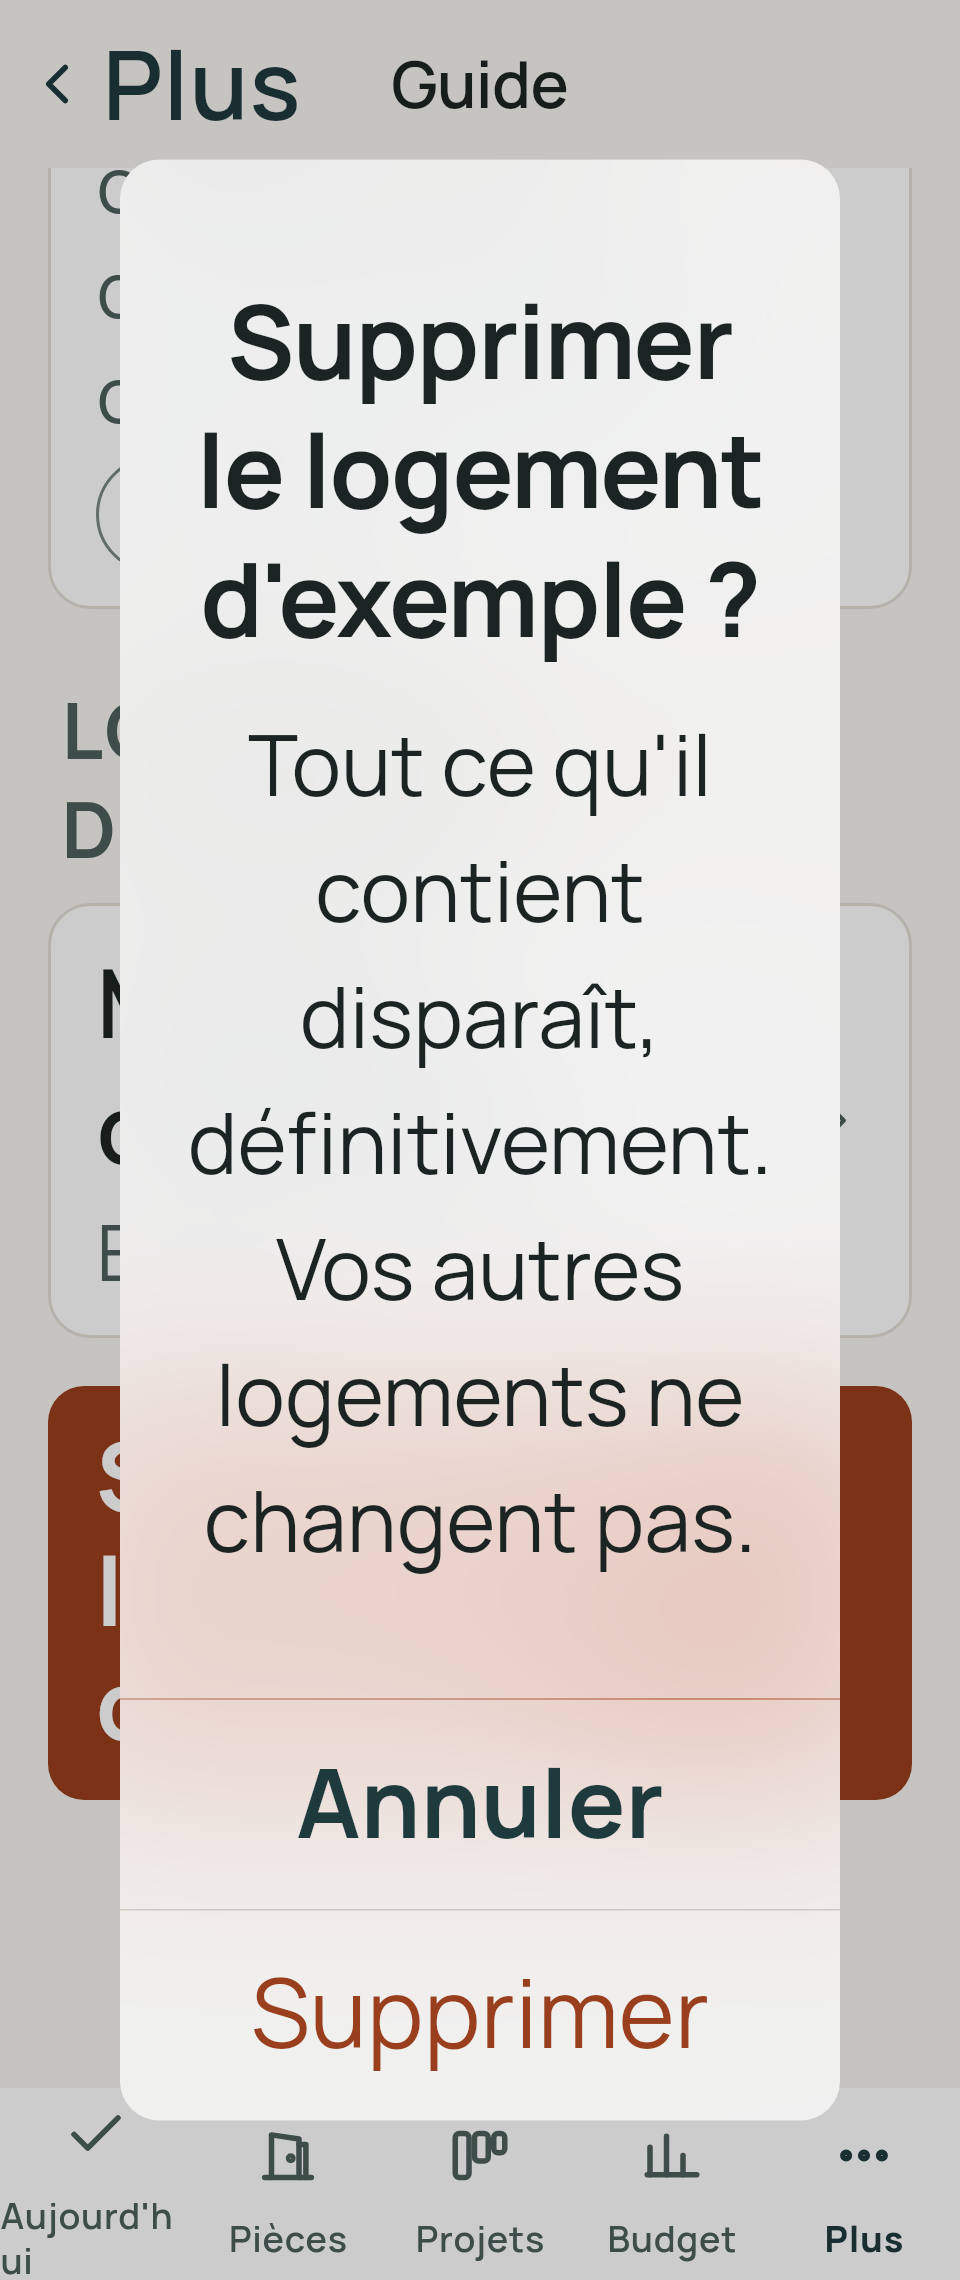 Plus
Guide
Supprimer
le logement
d'exemple ?
Tout ce qu'il
contient
disparaît,
définitivement.
Vos autres
logements ne
changent pas.
Annuler
Supprimer
Aujourd'h
ui
Pièces
Projets
Budget
Plus